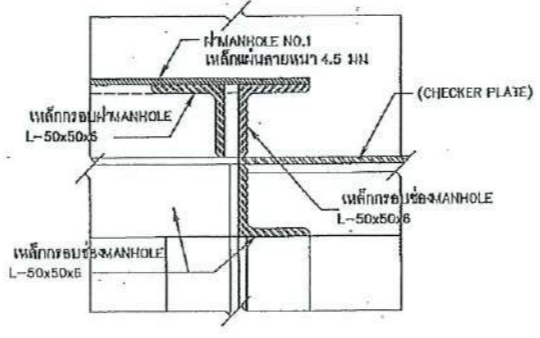 ฝาMANHOLE NO.1
เหล็กแผ่นลายหนา 4.5 มม
(CHECKER PLATE)
เหล็กกรอบฝาMANHOLE
L-50x50x6
เหล็กกรอบช่องMANHOLE
L-50x50x6
เหล็กกรอบช่องMANHOLE
L-50x50x6